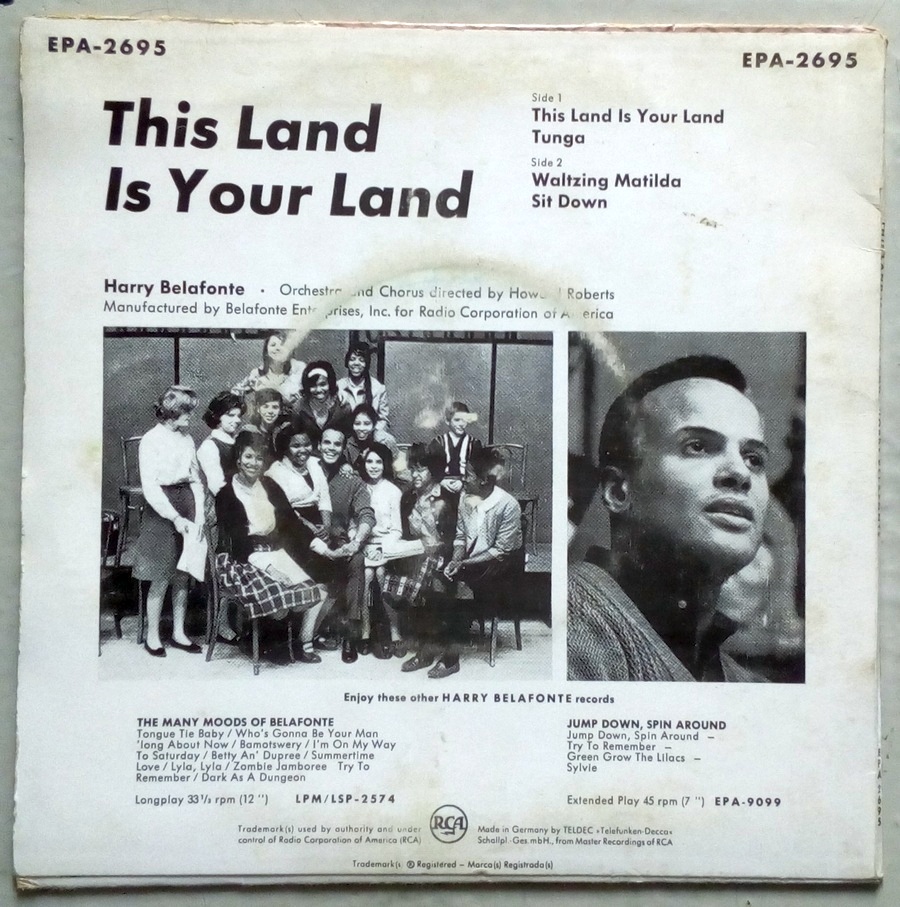 EPA-2695
EPA-2695
This Land
Is Your Land
Side 1
This Land Is Your Land
Tunga
Side 2
Waltzing Matilda
Sit Down
Harry Belafonte · Orchestra and Chorus directed by Howard Roberts
Manufactured by Belafonte Enterprises, Inc. for Radio Corporation of America
Enjoy these other HARRY BELAFONTE records
THE MANY MOODS OF BELAFONTE
Tongue Tie Baby / Who's Gonna Be Your Man
'long About Now / Bamotswery / I'm On My Way
To Saturday / Betty An' Dupree / Summertime
Love / Lyla, Lyla / Zombie Jamboree Try To
Remember / Dark As A Dungeon
Longplay 33⅓ rpm (12 '') LPM/LSP-2574
JUMP DOWN, SPIN AROUND
Jump Down, Spin Around –
Try To Remember –
Green Grow The Lilacs –
Sylvie
Extended Play 45 rpm (7 '') EPA-9099
Trademark(s) used by authority and under
control of Radio Corporation of America (RCA)
RCA
Made in Germany by TELDEC »Telefunken-Decca«
Schallpl.-Ges.mbH., from Master Recordings of RCA
Trademark(s) ® Registered – Marca(s) Registrada(s)